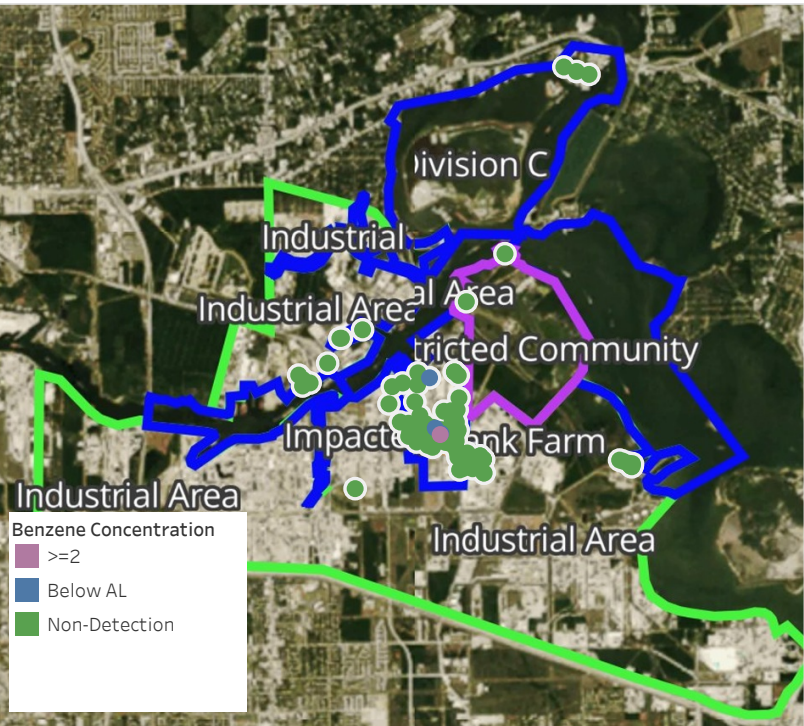 Division C
Industrial
al Area
Industrial Area
tricted Community
Impacte
nk Farm
Industrial Area
Industrial Area
Benzene Concentration
>=2
Below AL
Non-Detection